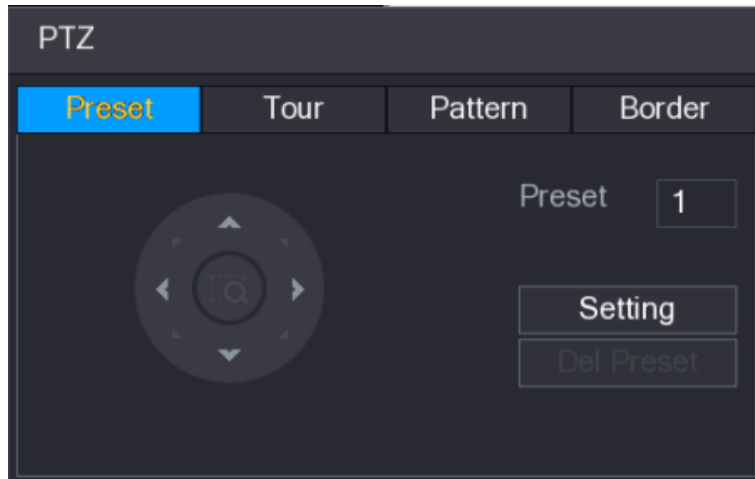 PTZ
Preset Tour Pattern Border
Preset 1
Setting
Del Preset